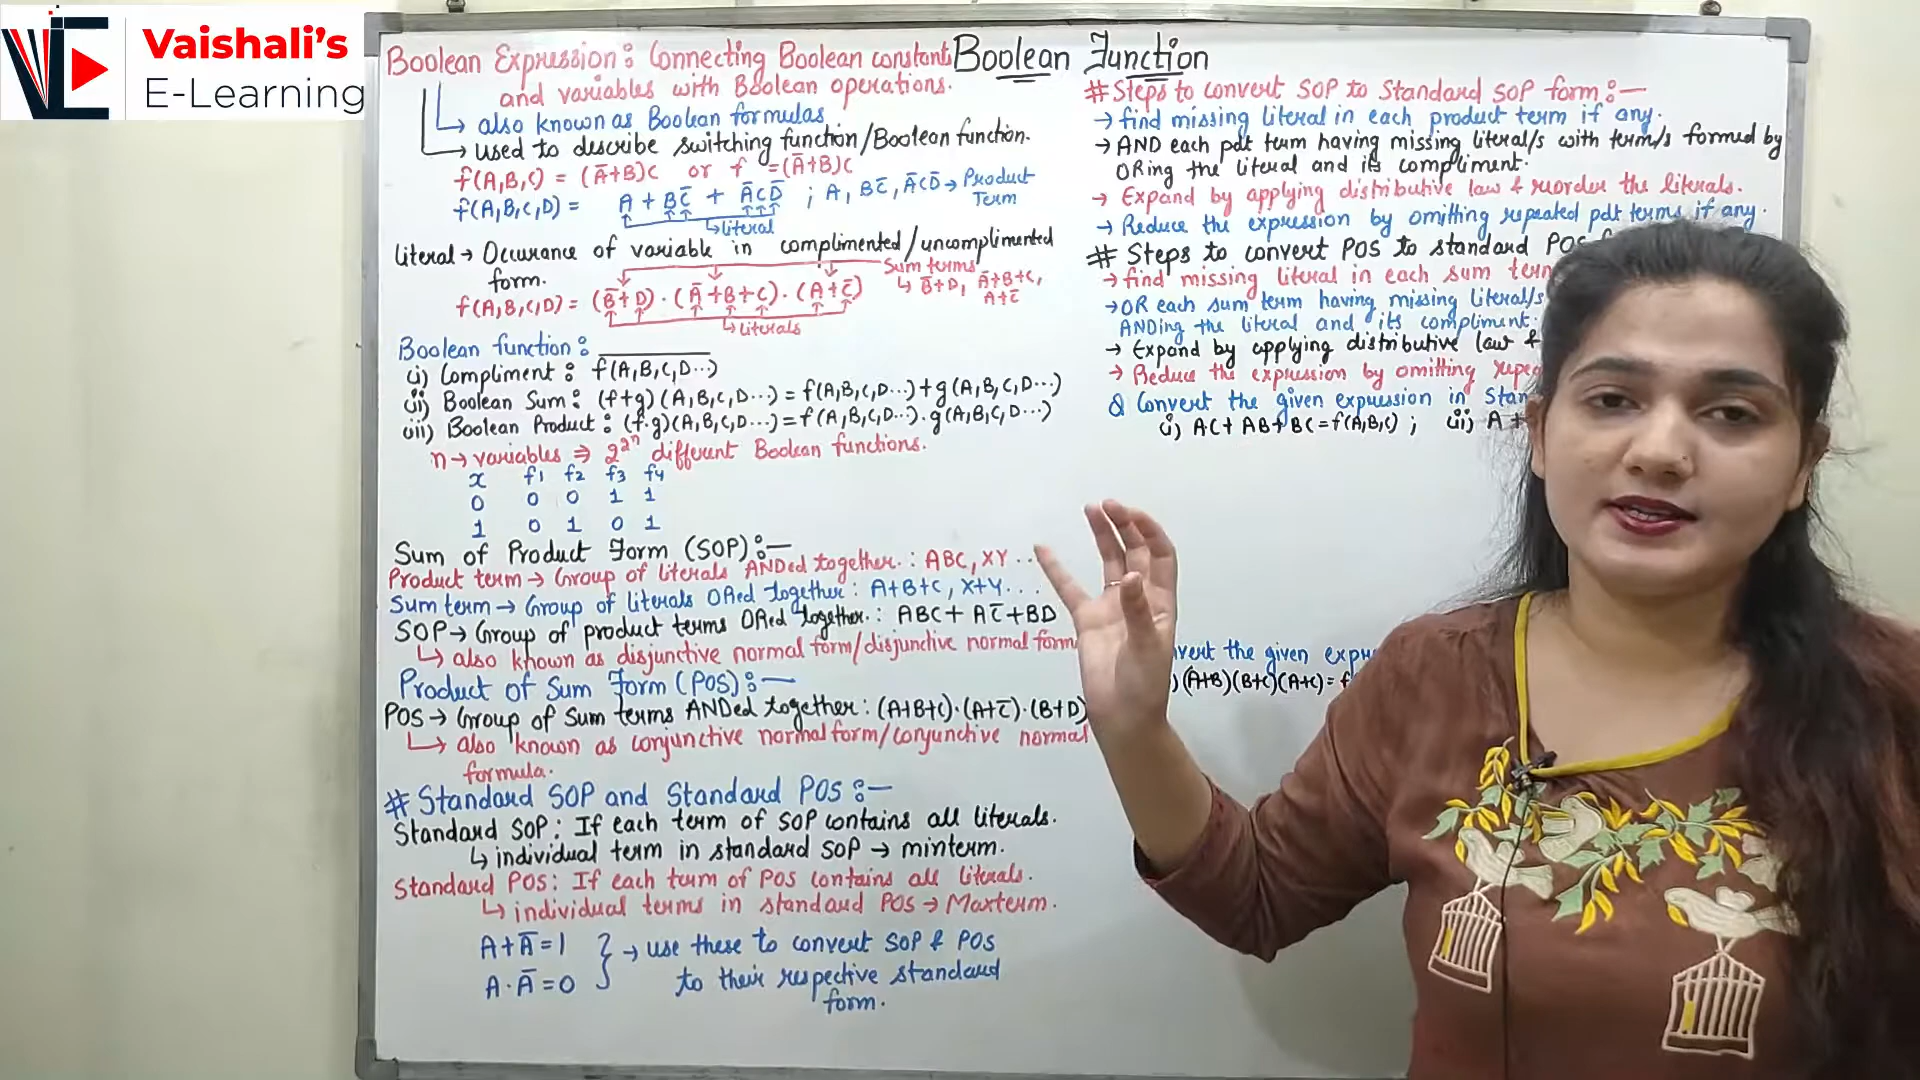 Vaishali's
E-Learning
Boolean Function
Boolean Expression: Connecting Boolean constants
and variables with Boolean operations.
↳ also known as Boolean formulas
↳ used to describe switching function/Boolean function.
f(A,B,C) = (A̅+B)C or f = (A̅+B)C
f(A,B,C,D) = A + BC̅ + A̅CD̅ ; A, BC̅, A̅CD̅ → Product
Term
↳ literal
Literal → Occurance of variable in complimented/uncomplimented
form.
Sum terms
↳ B̅+D, A̅+B+C,
A+C̅
f(A,B,C,D) = (B̅+D)·(A̅+B+C)·(A+C̅)
↳ literals
Boolean function:
(i) Compliment : f̅(̅A̅,̅B̅,̅C̅,̅D̅.̅.̅.̅)̅
(ii) Boolean Sum : (f+g)(A,B,C,D...) = f(A,B,C,D...)+g(A,B,C,D...)
(iii) Boolean Product : (f·g)(A,B,C,D...) = f(A,B,C,D...).g(A,B,C,D...)
n → variables ⇒ 2^2^n different Boolean functions.
x f1 f2 f3 f4
0 0 0 1 1
1 0 1 0 1
Sum of Product Form (SOP):—
Product term → Group of literals ANDed together. : ABC, XY ...
Sum term → Group of literals ORed together : A+B+C, X+Y...
SOP → Group of product terms ORed together. : ABC + AC̅ + BD
↳ also known as disjunctive normal form/disjunctive normal form
Product of Sum Form (POS):—
POS → Group of Sum terms ANDed together : (A+B+C)·(A+C̅)·(B+D)
↳ also known as conjunctive normal form/conjunctive normal
formula.
# Standard SOP and Standard POS :—
Standard SOP : If each term of SOP contains all literals.
↳ individual term in standard SOP → minterm.
Standard POS : If each term of POS contains all literals.
↳ individual terms in standard POS → Maxterm.
A+A̅=1
A·A̅=0
} → use these to convert SOP & POS
to their respective standard
form.
# Steps to convert SOP to Standard SOP form :—
→ find missing literal in each product term if any.
→ AND each pdt term having missing literal/s with term/s formed by
ORing the literal and its compliment.
→ Expand by applying distributive law & reorder the literals.
→ Reduce the expression by omitting repeated pdt terms if any.
# Steps to convert POS to standard POS
→ find missing literal in each sum term
→ OR each sum term having missing literal/s
ANDing the literal and its compliment.
→ Expand by applying distributive law &
→ Reduce the expression by omitting
Q Convert the given expression in
(i) AC + AB + BC = f(A,B,C) ; (ii) A +
the given
(A+B)(B+C)(A+C) = f